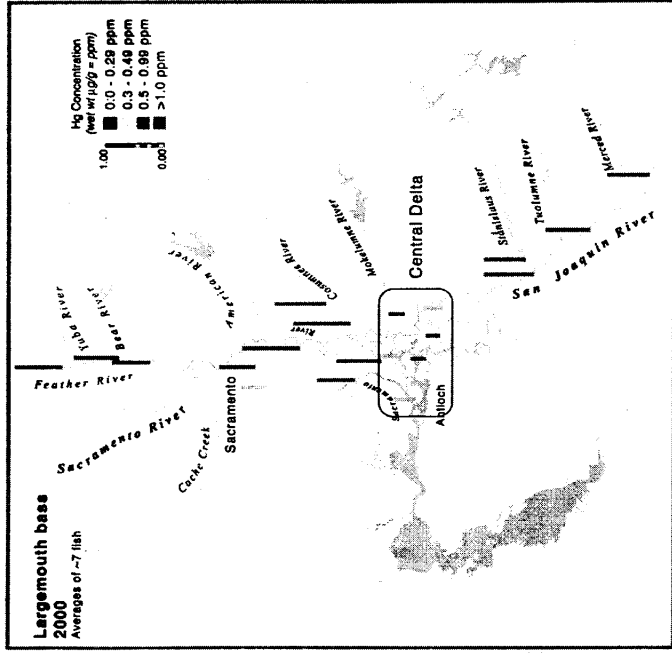 Largemouth bass
2000
Averages of ~7 fish
Hg Concentration
(wet wt µg/g = ppm)
1.00
0.00
0:0 - 0.29 ppm
0.3 - 0.49 ppm
0.5 - 0.99 ppm
>1.0 ppm
Feather River
Yuba River
Bear River
Sacramento River
American River
Cache Creek
Sacramento
Cosumnes River
River
Mokelumne River
Sacramento
Central Delta
Antioch
Stanislaus River
Tuolumne River
Merced River
San Joaquin River